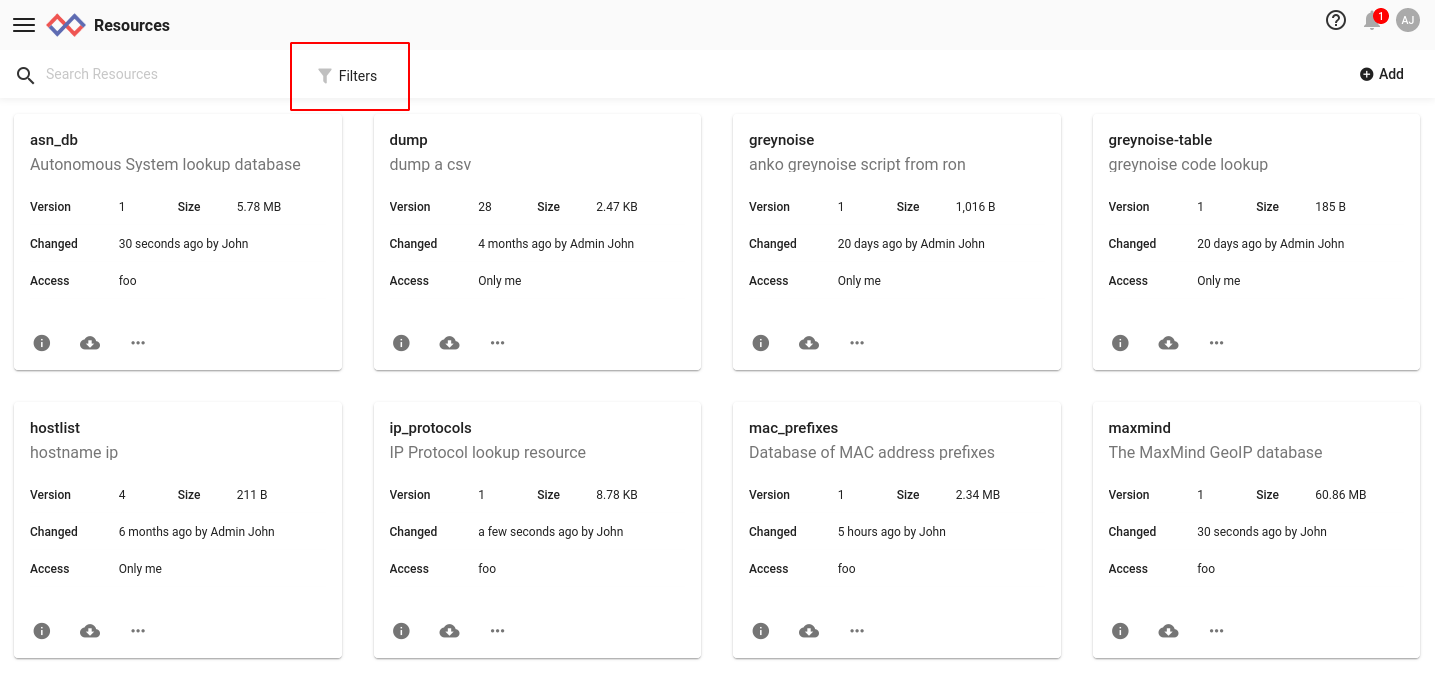 Resources
1
AJ
Search Resources
Filters
Add
asn_db
Autonomous System lookup database
Version 1 Size 5.78 MB
Changed 30 seconds ago by John
Access foo
dump
dump a csv
Version 28 Size 2.47 KB
Changed 4 months ago by Admin John
Access Only me
greynoise
anko greynoise script from ron
Version 1 Size 1,016 B
Changed 20 days ago by Admin John
Access Only me
greynoise-table
greynoise code lookup
Version 1 Size 185 B
Changed 20 days ago by Admin John
Access Only me
hostlist
hostname ip
Version 4 Size 211 B
Changed 6 months ago by Admin John
Access Only me
ip_protocols
IP Protocol lookup resource
Version 1 Size 8.78 KB
Changed a few seconds ago by John
Access foo
mac_prefixes
Database of MAC address prefixes
Version 1 Size 2.34 MB
Changed 5 hours ago by John
Access foo
maxmind
The MaxMind GeoIP database
Version 1 Size 60.86 MB
Changed 30 seconds ago by John
Access foo